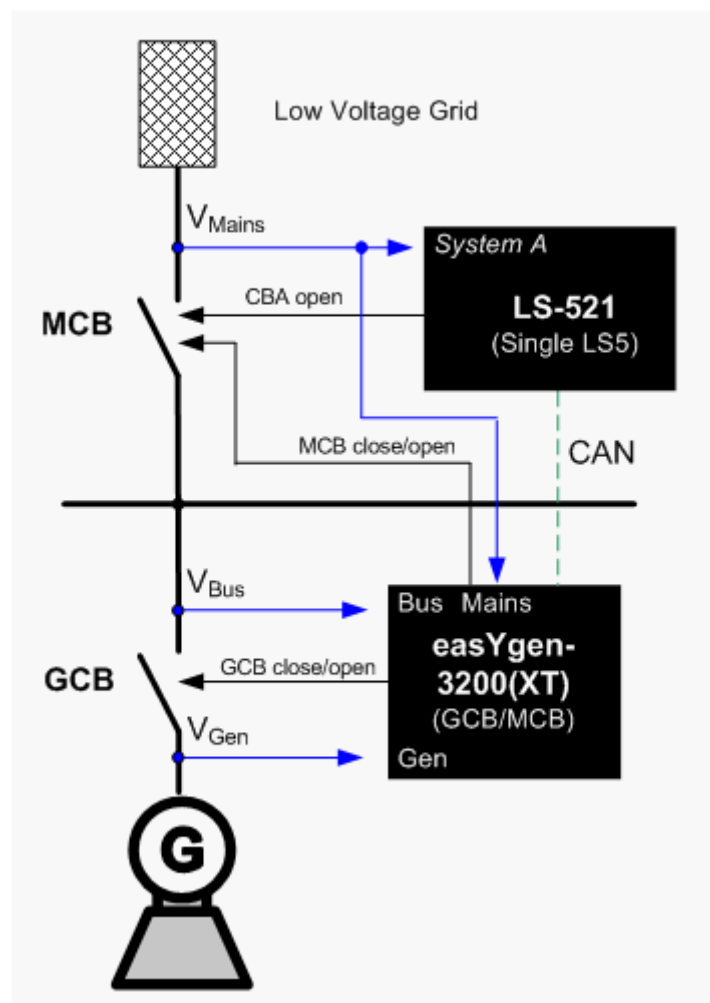 Low Voltage Grid
VMains
System A
CBA open
LS-521
(Single LS5)
MCB
MCB close/open
CAN
VBus
Bus Mains
easYgen-
3200(XT)
(GCB/MCB)
GCB close/open
GCB
VGen
Gen
G